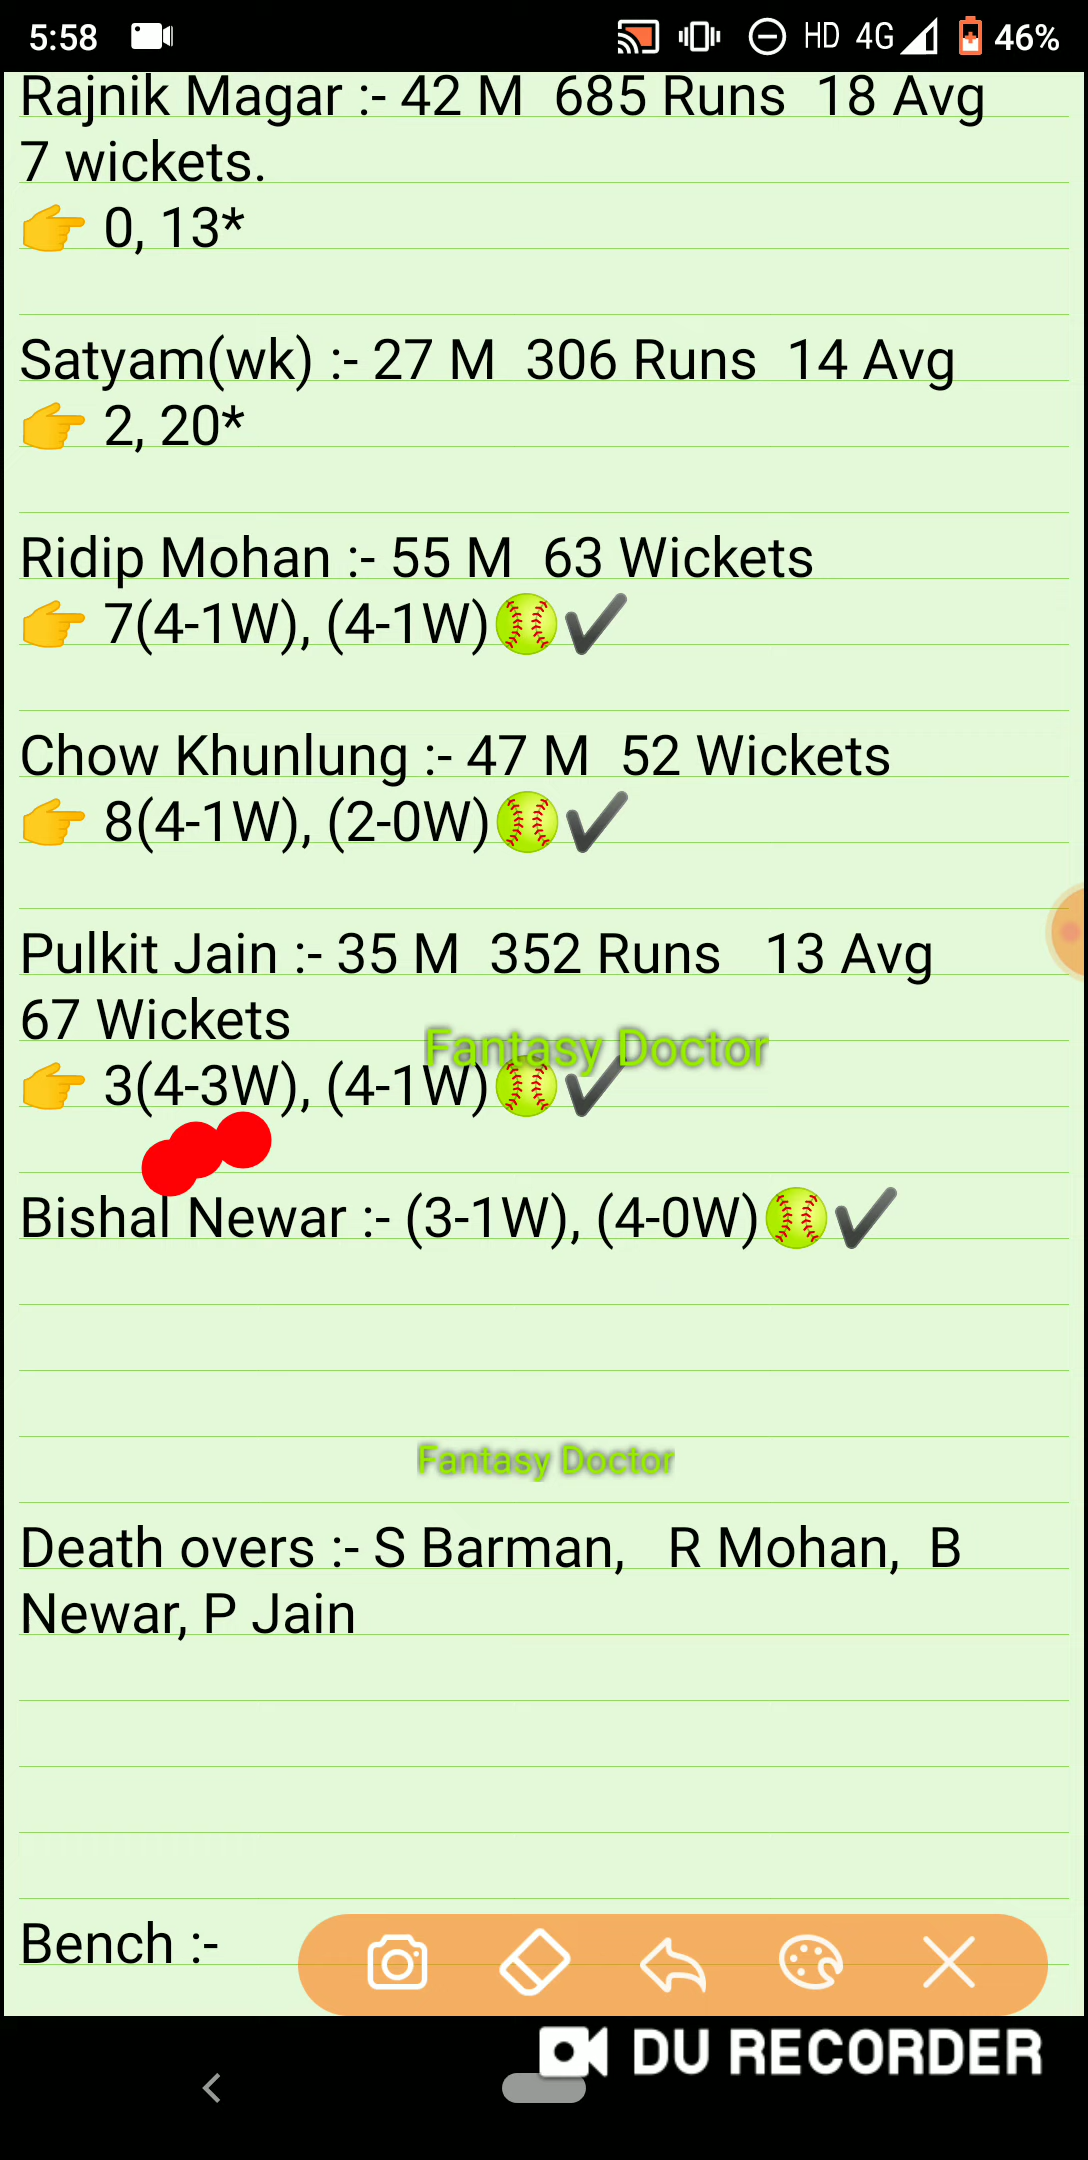 5:58 HD 4G 46%
Rajnik Magar :- 42 M 685 Runs 18 Avg
7 wickets.
👉 0, 13*
Satyam(wk) :- 27 M 306 Runs 14 Avg
👉 2, 20*
Ridip Mohan :- 55 M 63 Wickets
👉 7(4-1W), (4-1W)🥎✔
Chow Khunlung :- 47 M 52 Wickets
👉 8(4-1W), (2-0W)🥎✔
Pulkit Jain :- 35 M 352 Runs 13 Avg
67 Wickets
Fantasy Doctor
👉 3(4-3W), (4-1W)🥎✔
Bishal Newar :- (3-1W), (4-0W)🥎✔
Fantasy Doctor
Death overs :- S Barman, R Mohan, B
Newar, P Jain
Bench :-
DU RECORDER